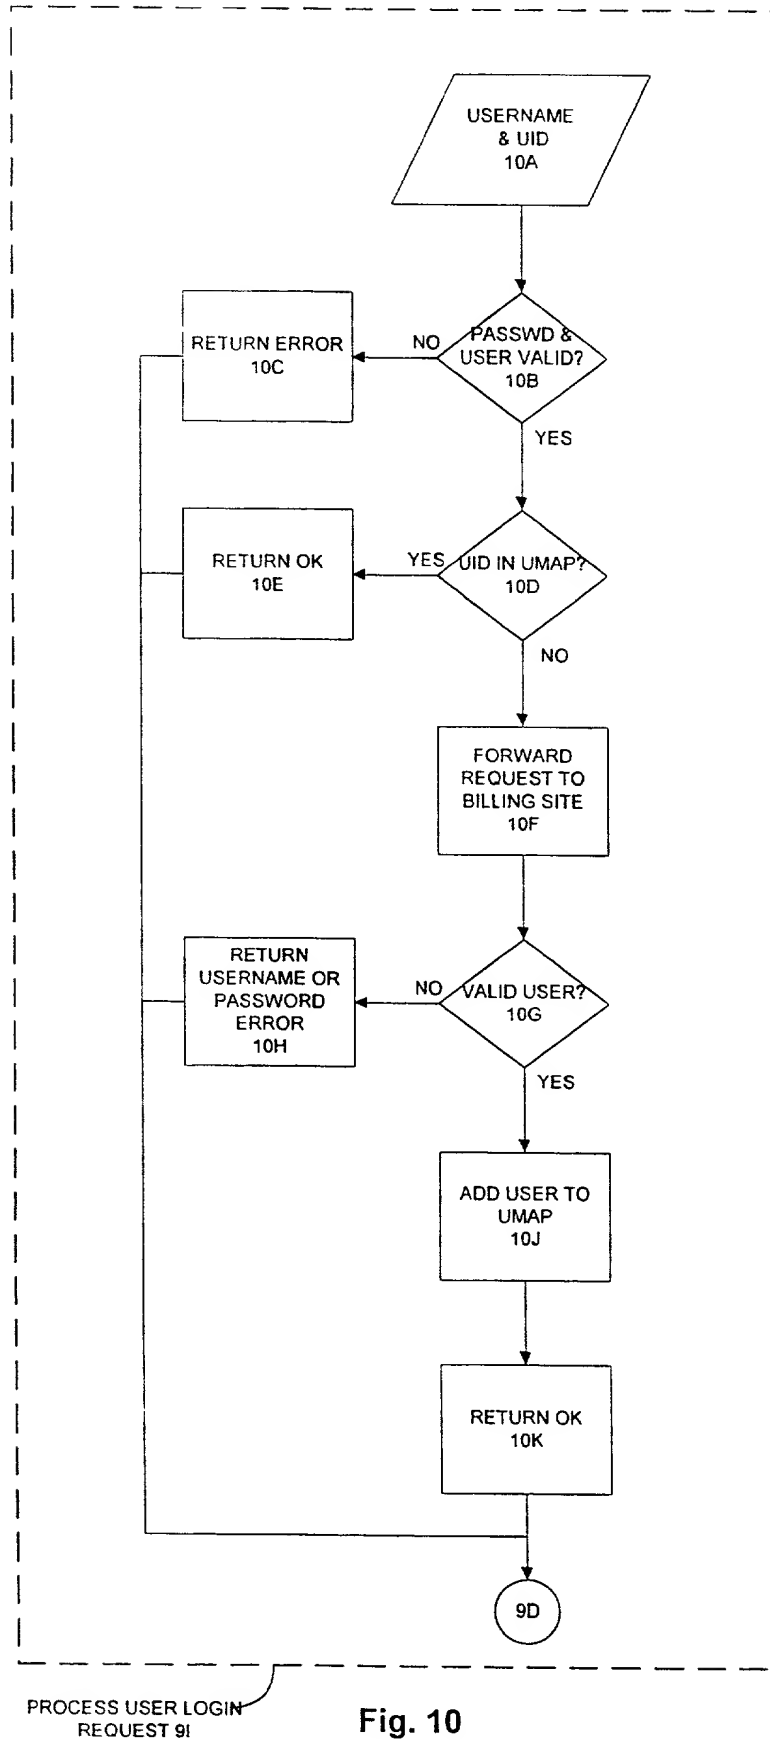 USERNAME
& UID
10A
PASSWD &
USER VALID?
10B
NO
RETURN ERROR
10C
YES
UID IN UMAP?
10D
YES
RETURN OK
10E
NO
FORWARD
REQUEST TO
BILLING SITE
10F
VALID USER?
10G
NO
RETURN
USERNAME OR
PASSWORD
ERROR
10H
YES
ADD USER TO
UMAP
10J
RETURN OK
10K
9D
PROCESS USER LOGIN
REQUEST 9I
Fig. 10